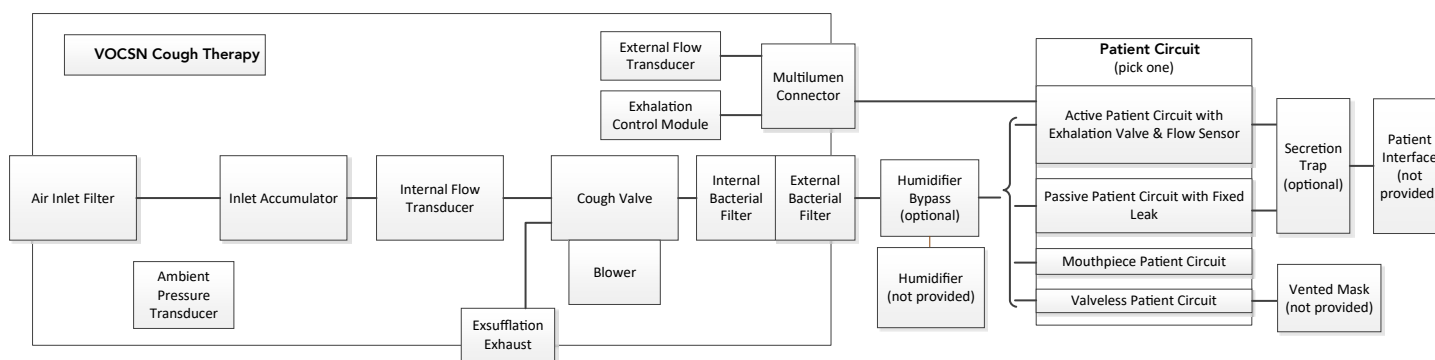 VOCSN Cough Therapy
External Flow
Transducer
Exhalation
Control Module
Multilumen
Connector
Patient Circuit
(pick one)
Active Patient Circuit with
Exhalation Valve & Flow Sensor
Passive Patient Circuit with Fixed
Leak
Mouthpiece Patient Circuit
Valveless Patient Circuit
Secretion
Trap
(optional)
Patient
Interface
(not
provided
Vented Mask
(not provided)
Air Inlet Filter
Inlet Accumulator
Internal Flow
Transducer
Cough Valve
Blower
Internal
Bacterial
Filter
External
Bacterial
Filter
Humidifier
Bypass
(optional)
Humidifier
(not provided)
Ambient
Pressure
Transducer
Exsufflation
Exhaust